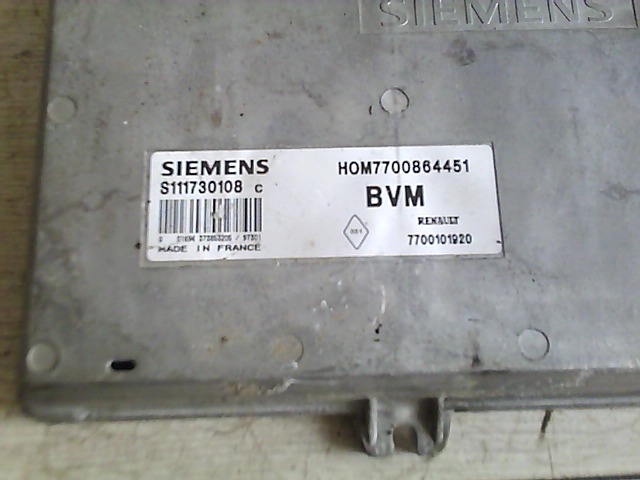 SIEMENS
SIEMENS
S111730108 C
HOM7700864451
BVM
RENAULT
7700101920
MADE IN FRANCE